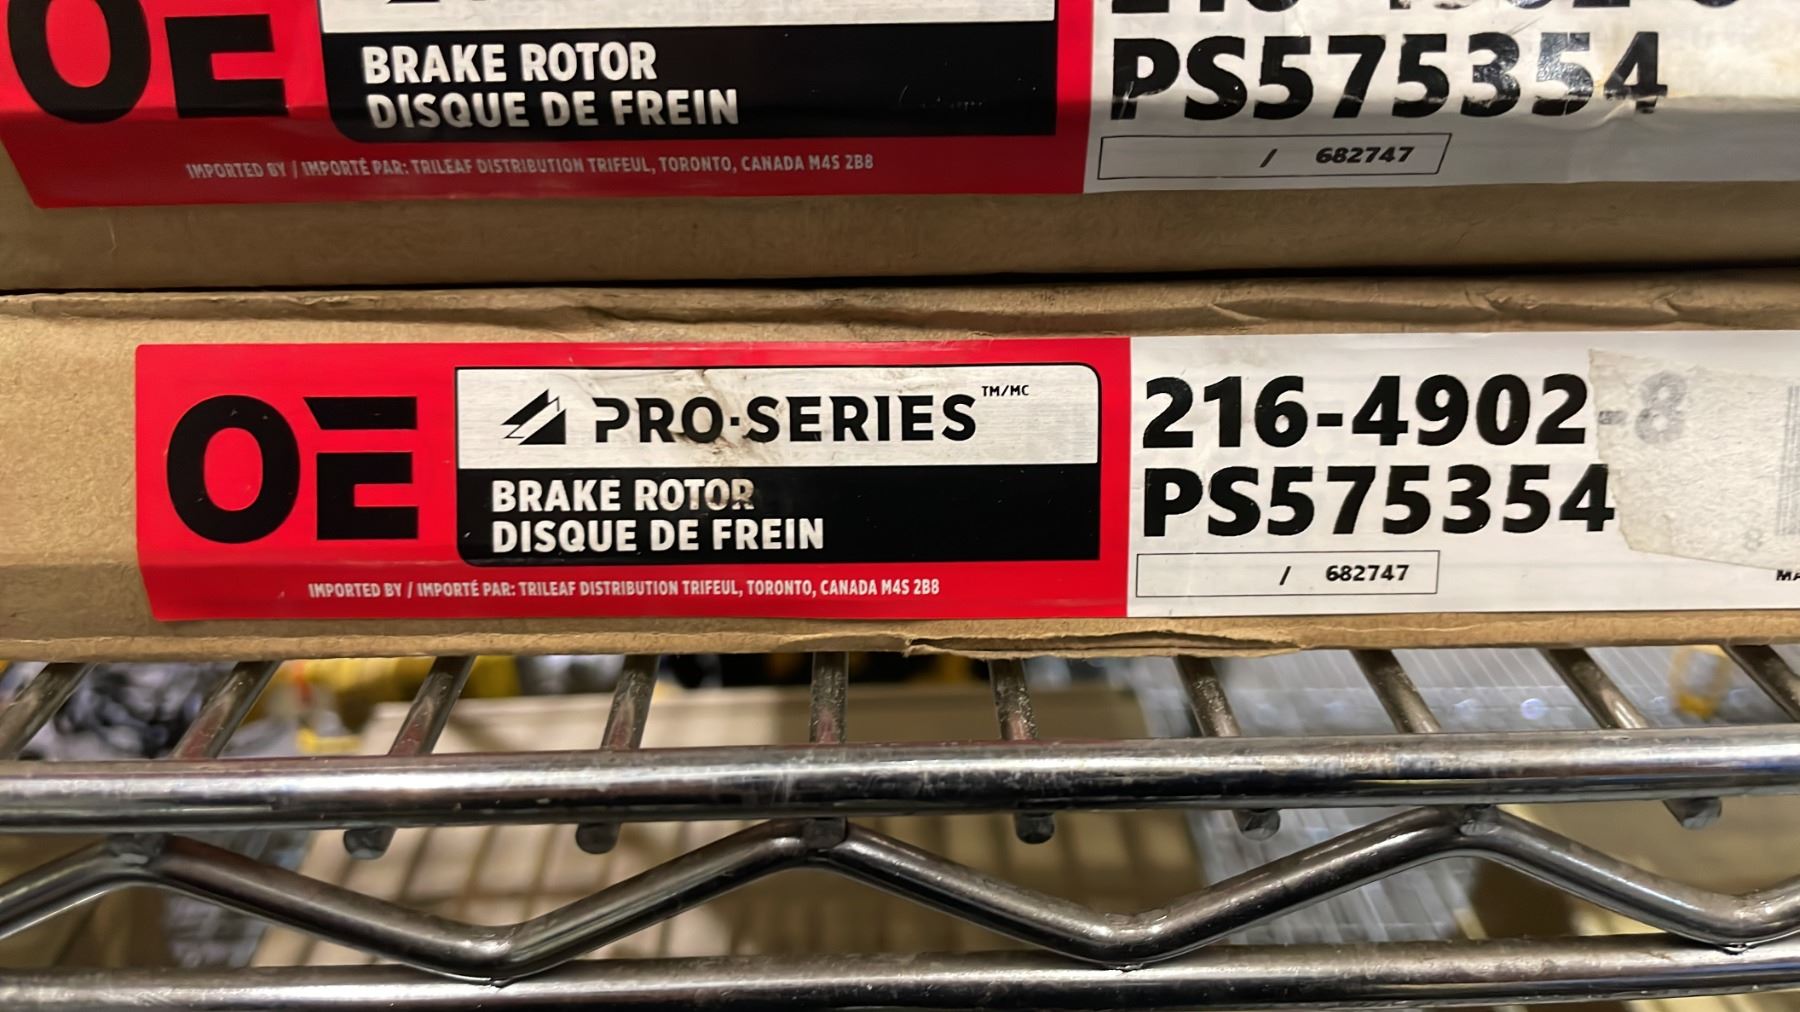 OE
BRAKE ROTOR
DISQUE DE FREIN
IMPORTED BY / IMPORTÉ PAR: TRILEAF DISTRIBUTION TRIFEUL, TORONTO, CANADA M4S 2B8
PS575354
/ 682747
OE
PRO·SERIES TM/MC
BRAKE ROTOR
DISQUE DE FREIN
IMPORTED BY / IMPORTÉ PAR: TRILEAF DISTRIBUTION TRIFEUL, TORONTO, CANADA M4S 2B8
216-4902-8
PS575354
/ 682747